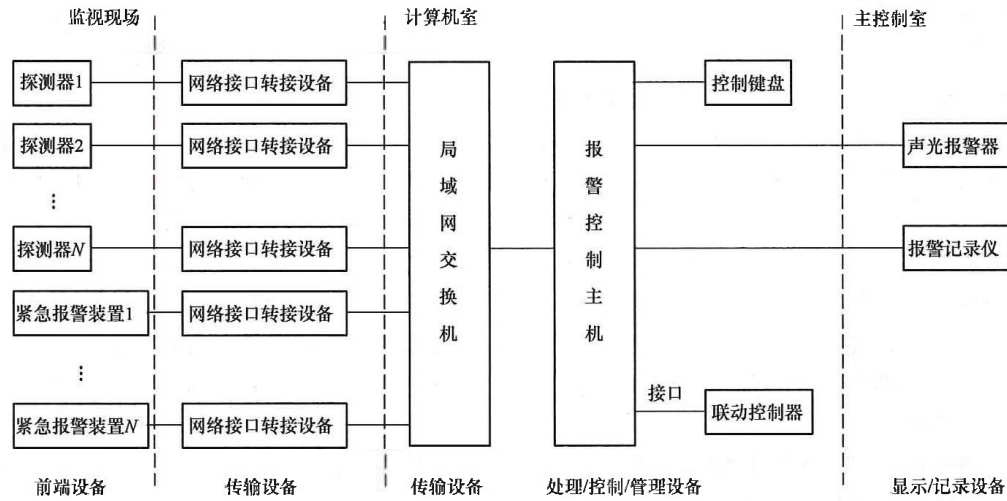 监视现场
计算机室
主控制室
探测器1
网络接口转接设备
控制键盘
探测器2
网络接口转接设备
声光报警器
⋮
探测器N
网络接口转接设备
报警记录仪
局域网交换机
报警控制主机
紧急报警装置1
网络接口转接设备
⋮
接口
紧急报警装置N
网络接口转接设备
联动控制器
前端设备
传输设备
传输设备
处理/控制/管理设备
显示/记录设备